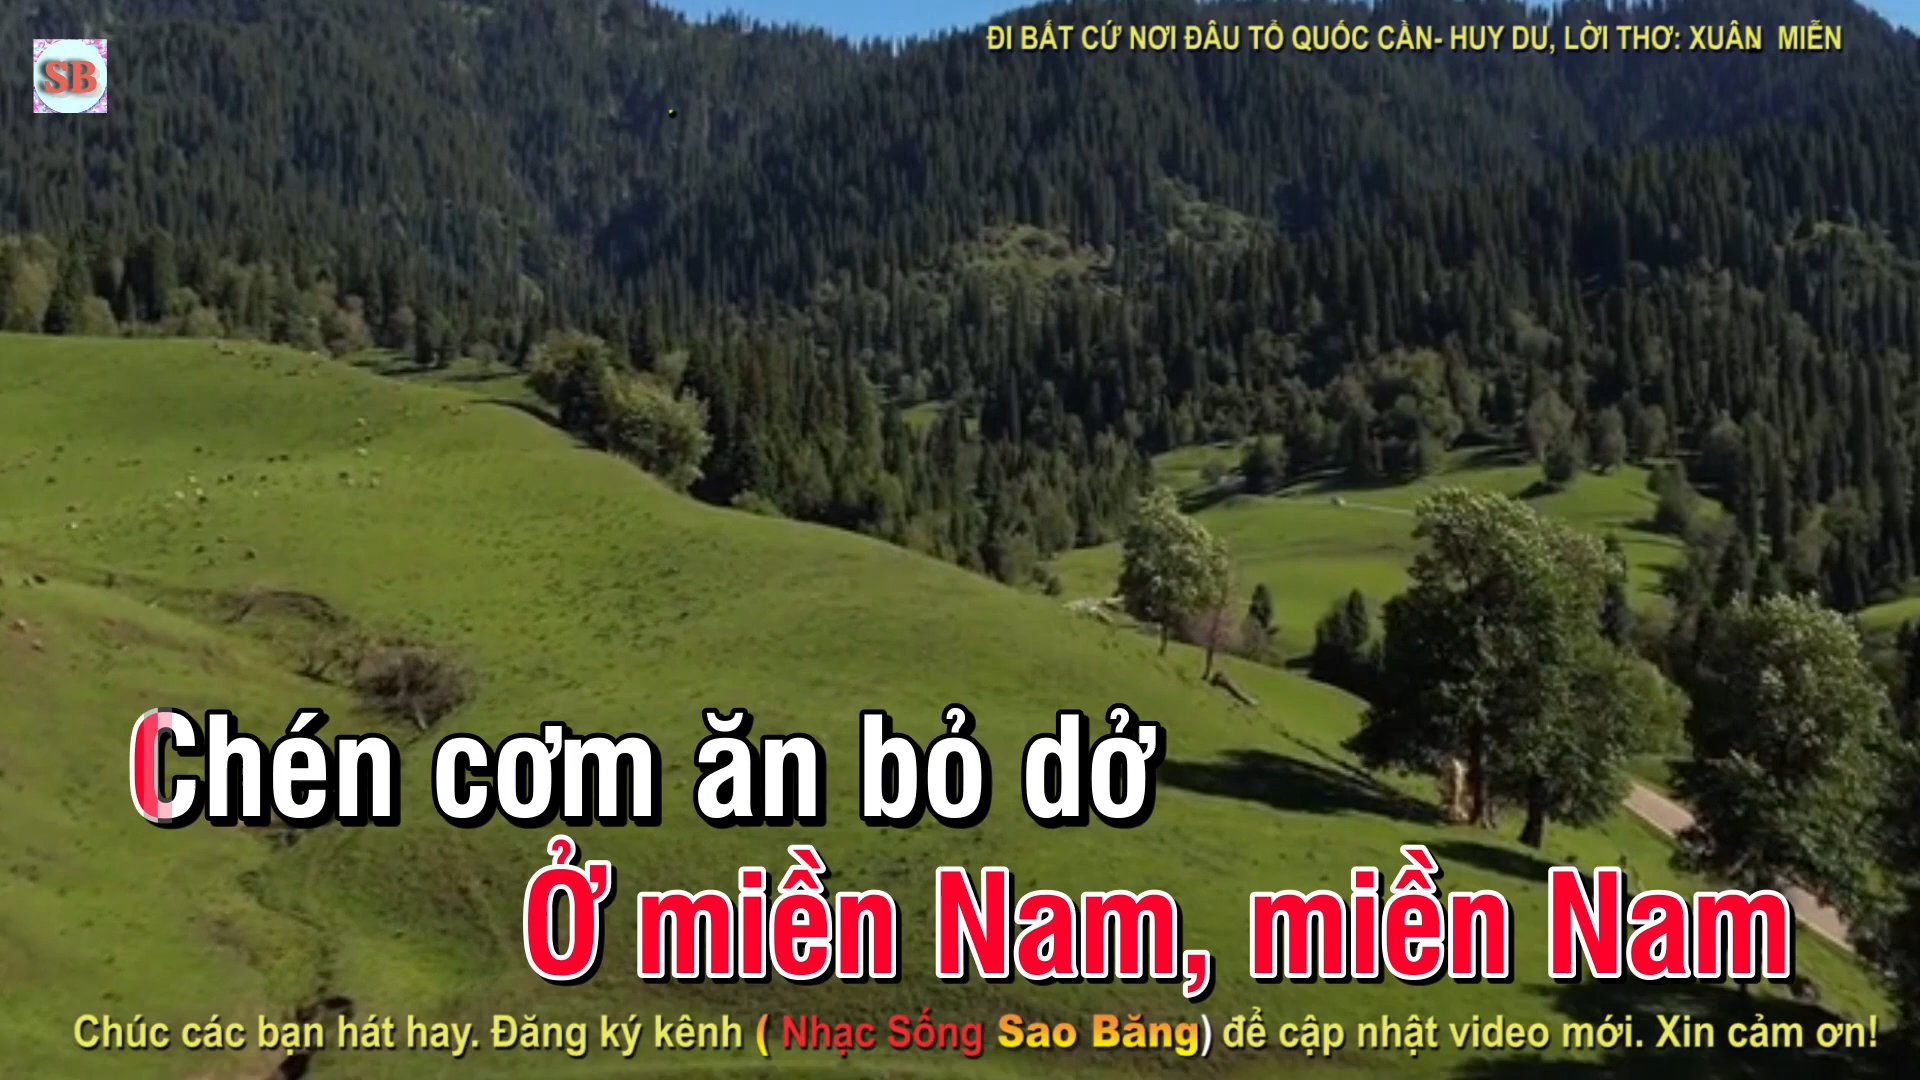 ĐI BẤT CỨ NƠI ĐÂU TỔ QUỐC CẦN- HUY DU, LỜI THƠ: XUÂN MIỄN
SB
Chén cơm ăn bỏ dở
Ở miền Nam, miền Nam
Chúc các bạn hát hay. Đăng ký kênh ( Nhạc Sống Sao Băng) để cập nhật video mới. Xin cảm ơn!